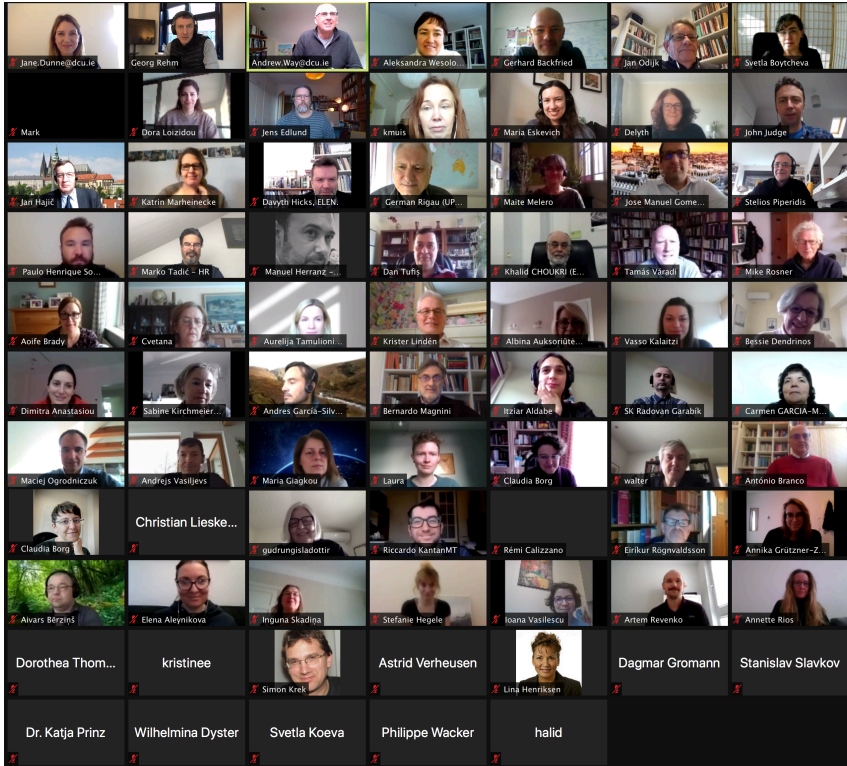 Jane.Dunne@dcu.ie
Georg Rehm
Andrew.Way@dcu.ie
Aleksandra Wesolo...
Gerhard Backfried
Jan Odijk
Svetla Boytcheva
Mark
Dora Loizidou
Jens Edlund
kmuis
Maria Eskevich
Delyth
John Judge
Jan Hajič
Katrin Marheinecke
Davyth Hicks, ELEN.
German Rigau (UP...
Maite Melero
Jose Manuel Gome...
Stelios Piperidis
Paulo Henrique So...
Marko Tadić - HR
Manuel Herranz -...
Dan Tufiș
Khalid CHOUKRI (E...
Tamás Váradi
Mike Rosner
Aoife Brady
Cvetana
Aurelija Tamulioni...
Krister Lindén
Albina Auksoriūte...
Vasso Kalaitzi
Bessie Dendrinos
Dimitra Anastasiou
Sabine Kirchmeier...
Andres Garcia-Silv...
Bernardo Magnini
Itziar Aldabe
SK Radovan Garabík
Carmen GARCIA-M...
Maciej Ogrodniczuk
Andrejs Vasiljevs
Maria Giagkou
Laura
Claudia Borg
walter
António Branco
Claudia Borg
Christian Lieske...
gudrungisladottir
Riccardo KantanMT
Rémi Calizzano
Eiríkur Rögnvaldsson
Annika Grützner-Z...
Aivars Bērziņš
Elena Aleynikova
Inguna Skadiņa
Stefanie Hegele
Ioana Vasilescu
Artem Revenko
Annette Rios
Dorothea Thom...
kristinee
Simon Krek
Astrid Verheusen
Lina Henriksen
Dagmar Gromann
Stanislav Slavkov
Dr. Katja Prinz
Wilhelmina Dyster
Svetla Koeva
Philippe Wacker
halid